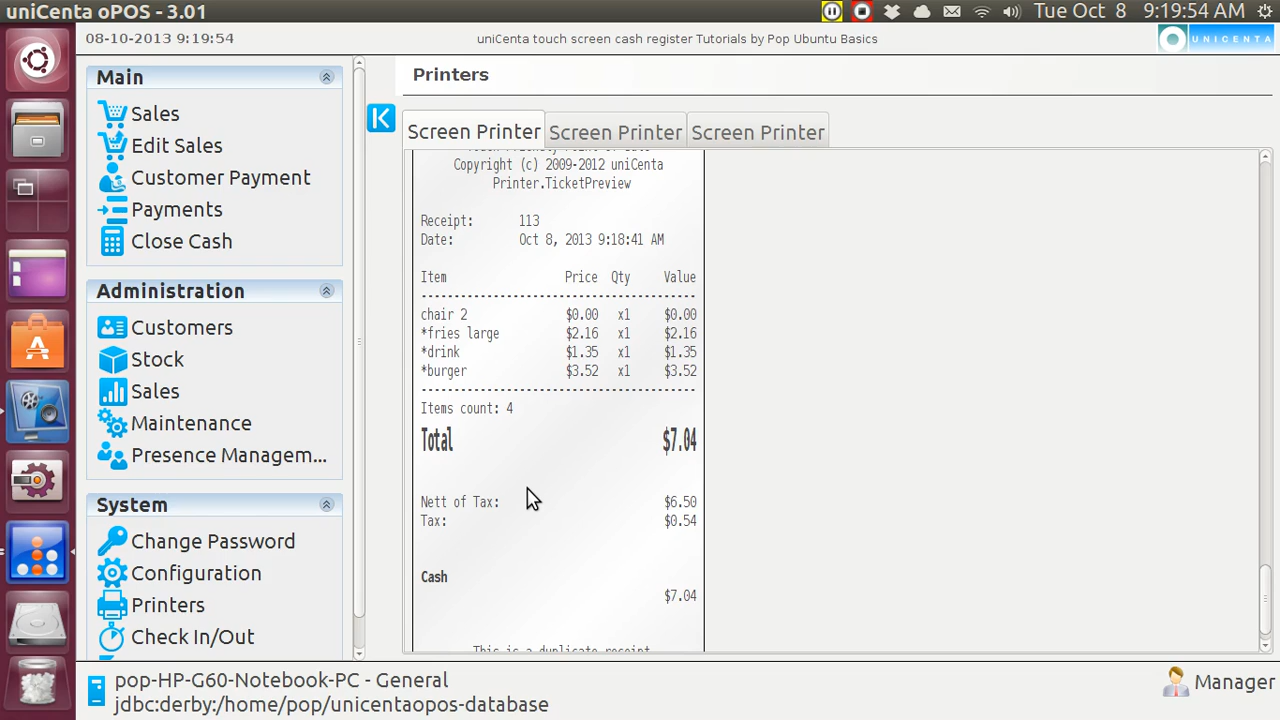 uniCenta oPOS - 3.01
Tue Oct 8 9:19:54 AM
08-10-2013 9:19:54
uniCenta touch screen cash register Tutorials by Pop Ubuntu Basics
UNICENTA
Main
Sales
Edit Sales
Customer Payment
Payments
Close Cash
Administration
Customers
Stock
Sales
Maintenance
Presence Managem...
System
Change Password
Configuration
Printers
Check In/Out
Printers
Screen Printer Screen Printer Screen Printer
Copyright (c) 2009-2012 uniCenta
Printer.TicketPreview
Receipt: 113
Date: Oct 8, 2013 9:18:41 AM
Item Price Qty Value
chair 2 $0.00 x1 $0.00
*fries large $2.16 x1 $2.16
*drink $1.35 x1 $1.35
*burger $3.52 x1 $3.52
Items count: 4
Total $7.04
Nett of Tax: $6.50
Tax: $0.54
Cash
$7.04
This is a duplicate receipt
pop-HP-G60-Notebook-PC - General
jdbc:derby:/home/pop/unicentaopos-database
Manager